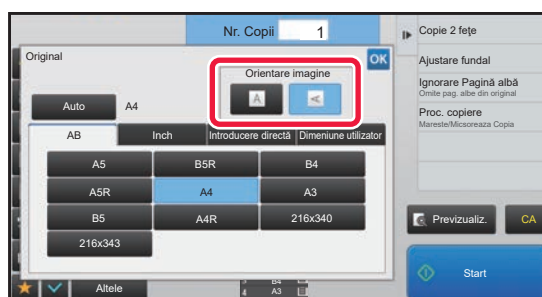 Nr. Copii 1
Copie 2 feţe
Original
OK
Ajustare fundal
Orientare imagine
Ignorare Pagină albă
Omite pag. albe din original
A A
Auto A4
Proc. copiere
Mareste/Micsoreaza Copia
AB Inch Introducere directă Dimeniune utilizator
A5 B5R B4
A5R A4 A3
B5 A4R 216x340
Previzualiz. CA
216x343
Start
Altele
B4
4 A3